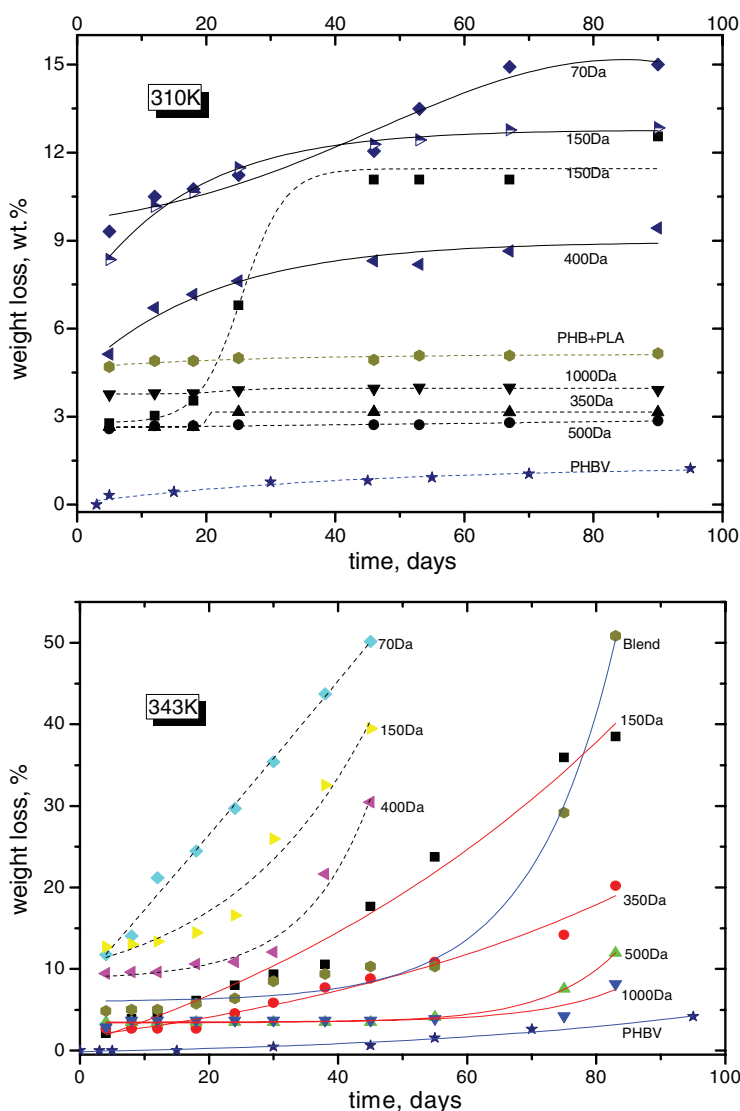 0 20 40 60 80 100
15
310K
70Da
12
150Da
150Da
9
400Da
weight loss, wt.%
6
PHB+PLA
1000Da
3
350Da
500Da
PHBV
0
0 20 40 60 80 100
time, days
50
70Da
Blend
343K
150Da
40
150Da
400Da
30
weight loss, %
20
350Da
500Da
10
1000Da
PHBV
0
0 20 40 60 80 100
time, days